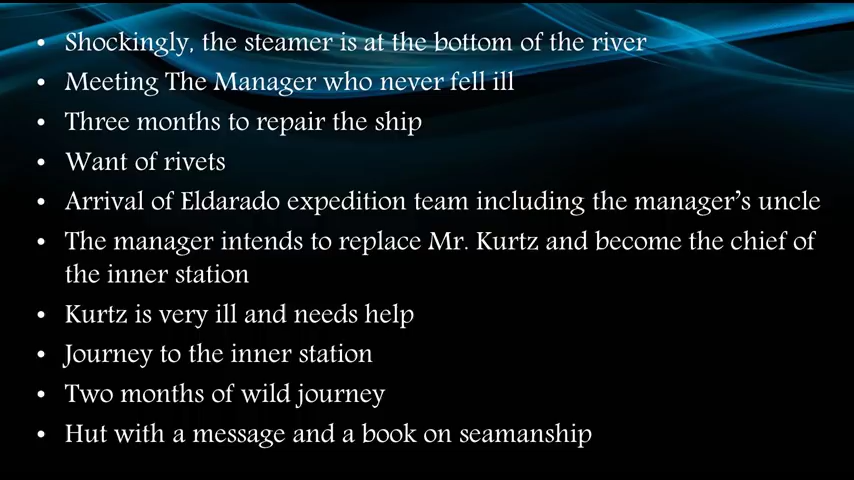 • Shockingly, the steamer is at the bottom of the river
• Meeting The Manager who never fell ill
• Three months to repair the ship
• Want of rivets
• Arrival of Eldarado expedition team including the manager's uncle
• The manager intends to replace Mr. Kurtz and become the chief of
the inner station
• Kurtz is very ill and needs help
• Journey to the inner station
• Two months of wild journey
• Hut with a message and a book on seamanship